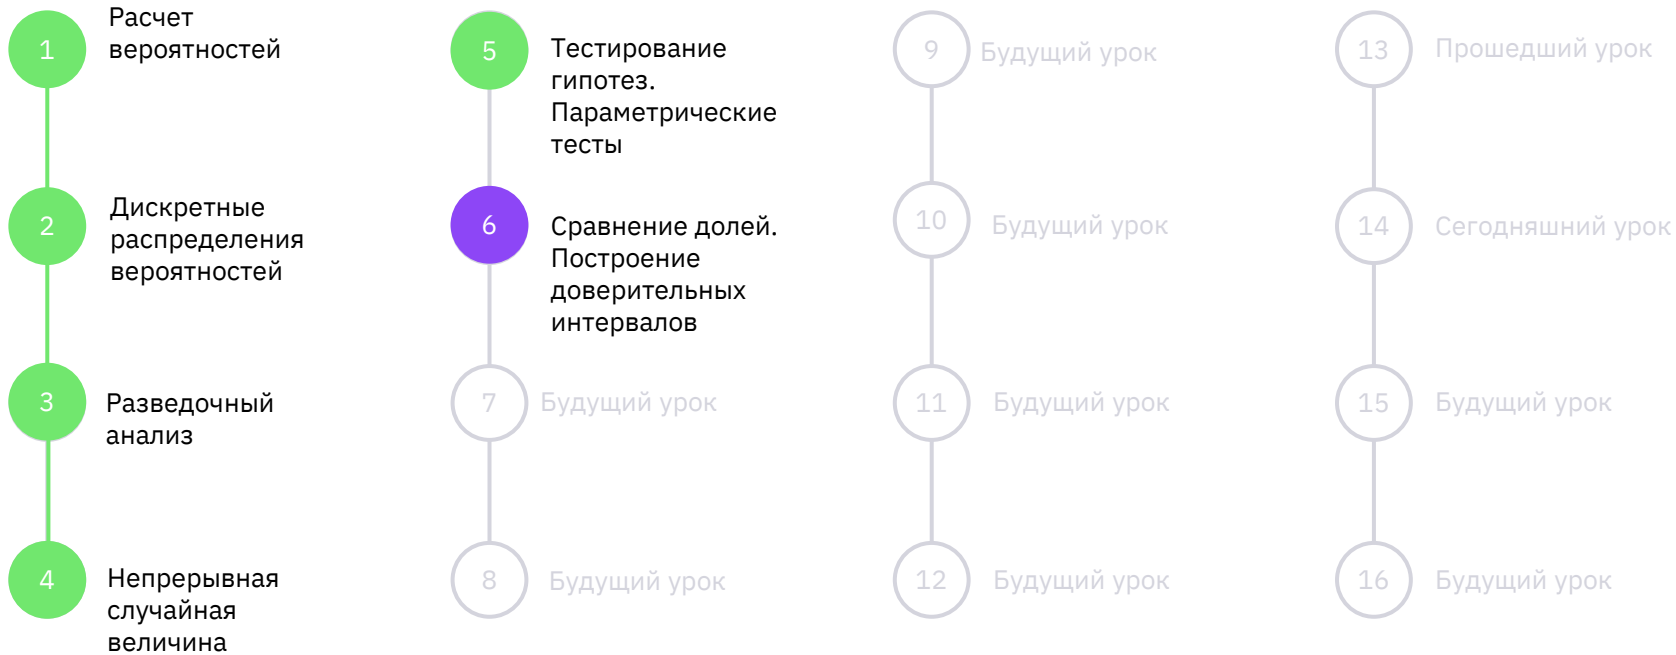 1
Расчет
вероятностей
2
Дискретные
распределения
вероятностей
3
Разведочный
анализ
4
Непрерывная
случайная
величина
5
Тестирование
гипотез.
Параметрические
тесты
6
Сравнение долей.
Построение
доверительных
интервалов
7
Будущий урок
8
Будущий урок
9
Будущий урок
10
Будущий урок
11
Будущий урок
12
Будущий урок
13
Прошедший урок
14
Сегодняшний урок
15
Будущий урок
16
Будущий урок